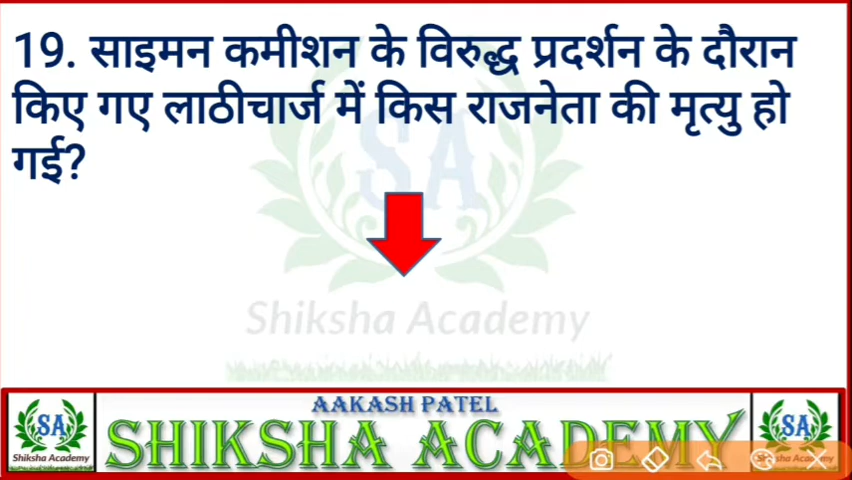 19. साइमन कमीशन के विरुद्ध प्रदर्शन के दौरान
किए गए लाठीचार्ज में किस राजनेता की मृत्यु हो
गई?
SA
Shiksha Academy
AAKASH PATEL
SHIKSHA ACADEMY
SA
Shiksha Academy
SA
Shiksha Academy